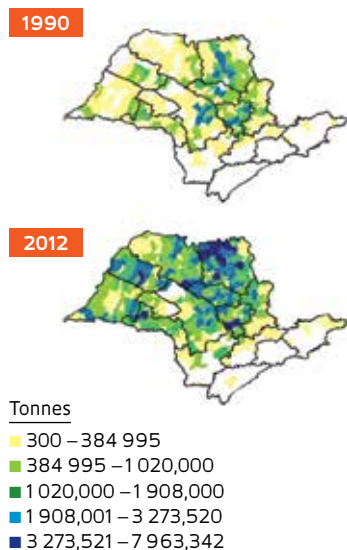 1990
2012
Tonnes
300 – 384 995
384 995 – 1 020,000
1 020,000 – 1 908,000
1 908,001 – 3 273,520
3 273,521 – 7 963,342